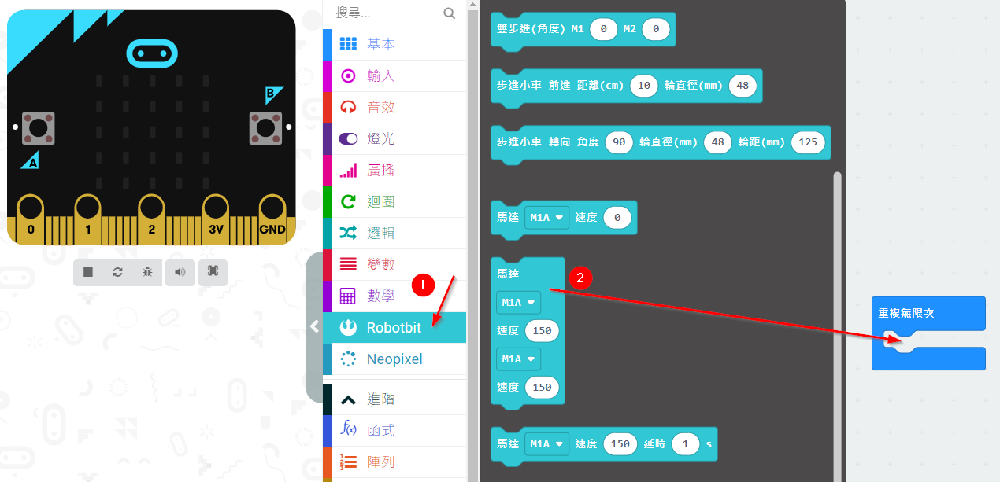 B
A
0 1 2 3V GND
搜尋...
基本
輸入
音效
燈光
廣播
迴圈
邏輯
變數
數學
Robotbit
Neopixel
進階
f(x) 函式
陣列
1
雙步進(角度) M1 0 M2 0
步進小車 前進 距離(cm) 10 輪直徑(mm) 48
步進小車 轉向 角度 90 輪直徑(mm) 48 輪距(mm) 125
馬達 M1A 速度 0
馬達
M1A
速度 150
M1A
速度 150
2
馬達 M1A 速度 150 延時 1 s
重複無限次